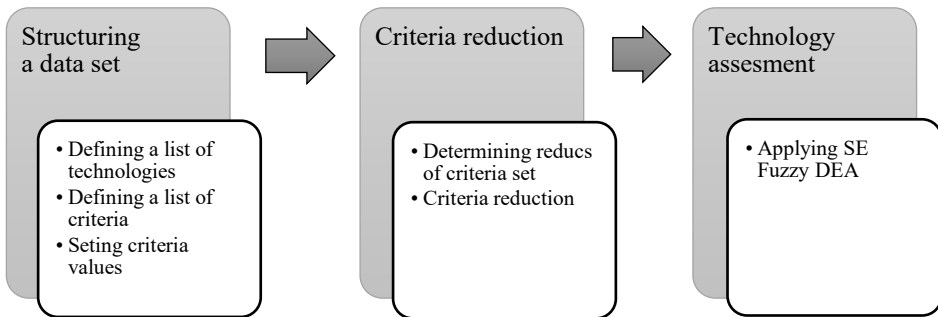 Structuring
a data set
• Defining a list of
technologies
• Defining a list of
criteria
• Seting criteria
values
Criteria reduction
• Determining reducs
of criteria set
• Criteria reduction
Technology
assesment
• Applying SE
Fuzzy DEA